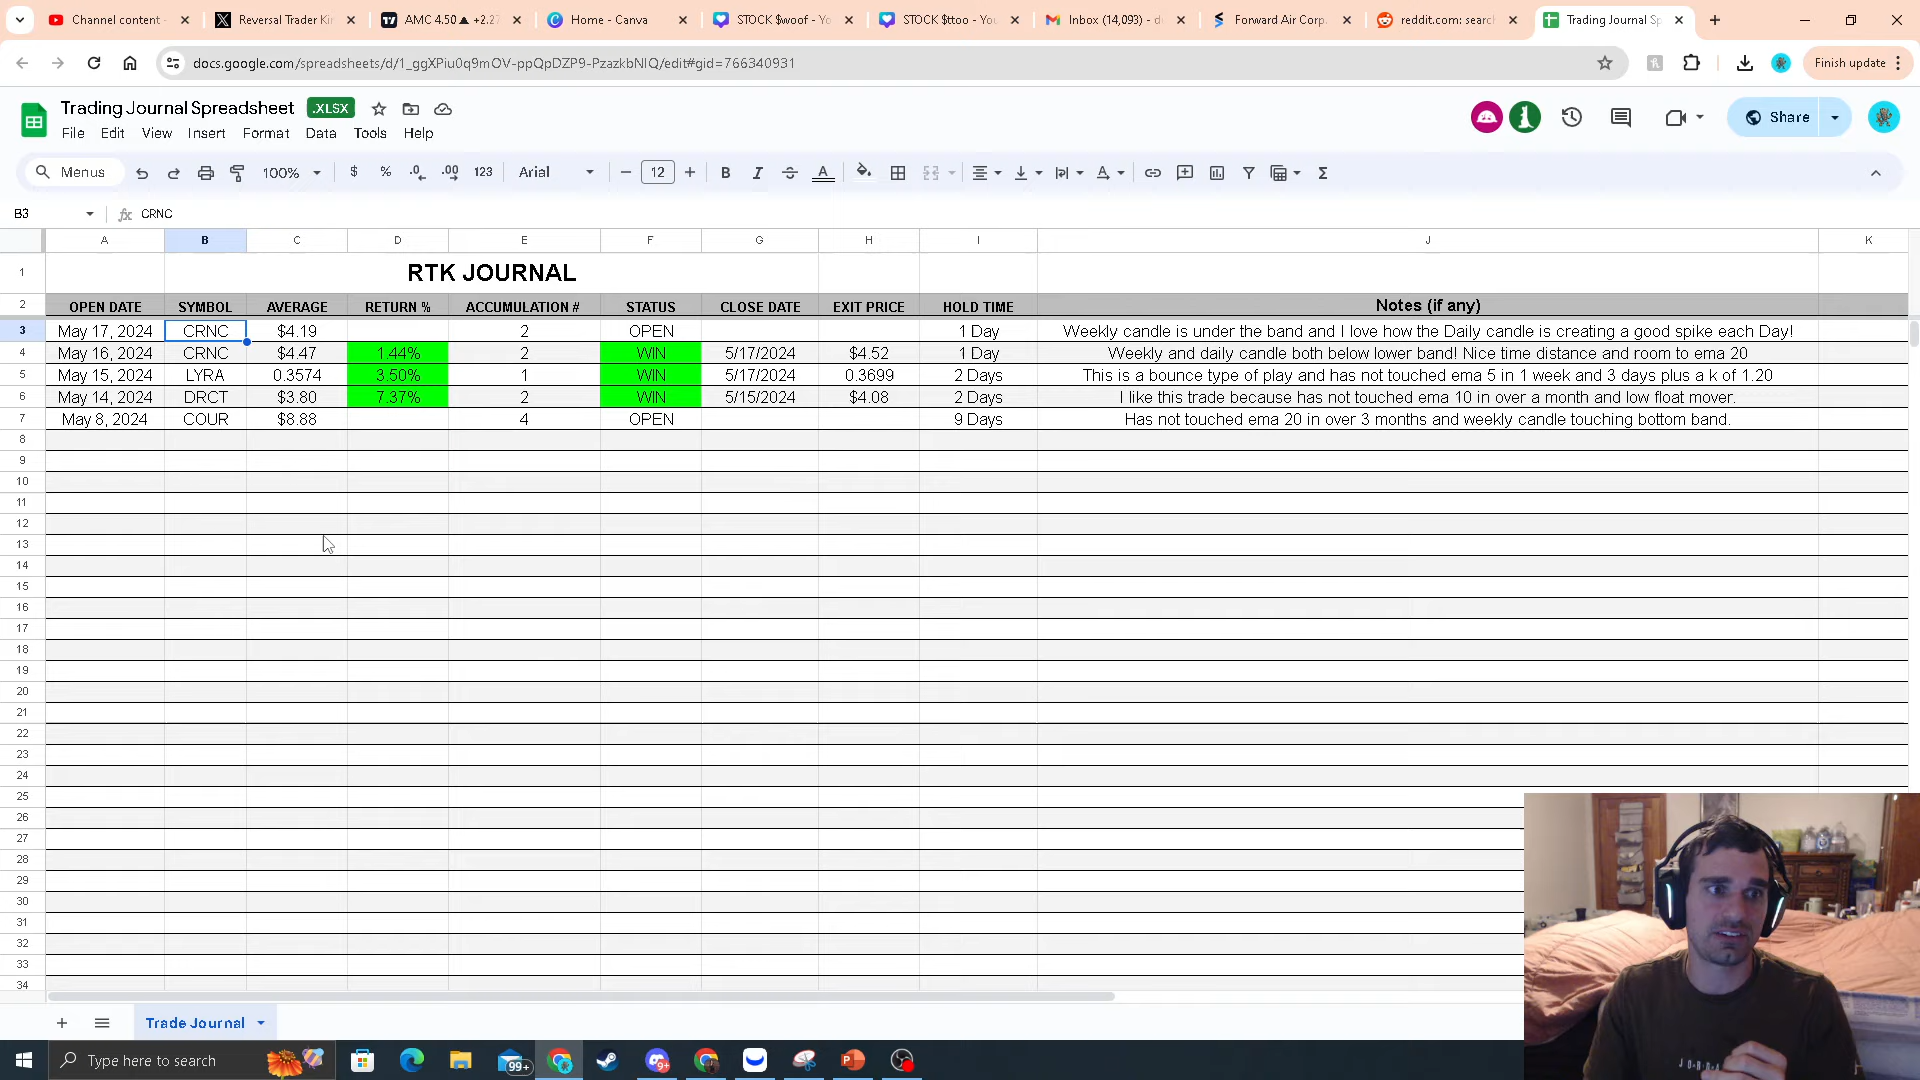 Channel content -
Reversal Trader Kin
AMC 4.50 ▲ +2.27
Home - Canva
STOCK $woof - Yo
STOCK $ttoo - You
Inbox (14,093) - d
Forward Air Corp.
reddit.com: search
Trading Journal Sp
docs.google.com/spreadsheets/d/1_ggXPiu0q9mOV-ppQpDZP9-PzazkbNIQ/edit#gid=766340931
Finish update
Trading Journal Spreadsheet .XLSX
File Edit View Insert Format Data Tools Help
Share
Menus 100% $ % .0 .00 123 Arial 12 B I
B3 fx CRNC
A B C D E F G H I J K
1 RTK JOURNAL
2 OPEN DATE SYMBOL AVERAGE RETURN % ACCUMULATION # STATUS CLOSE DATE EXIT PRICE HOLD TIME Notes (if any)
3 May 17, 2024 CRNC $4.19 2 OPEN 1 Day Weekly candle is under the band and I love how the Daily candle is creating a good spike each Day!
4 May 16, 2024 CRNC $4.47 1.44% 2 WIN 5/17/2024 $4.52 1 Day Weekly and daily candle both below lower band! Nice time distance and room to ema 20
5 May 15, 2024 LYRA 0.3574 3.50% 1 WIN 5/17/2024 0.3699 2 Days This is a bounce type of play and has not touched ema 5 in 1 week and 3 days plus a k of 1.20
6 May 14, 2024 DRCT $3.80 7.37% 2 WIN 5/15/2024 $4.08 2 Days I like this trade because has not touched ema 10 in over a month and low float mover.
7 May 8, 2024 COUR $8.88 4 OPEN 9 Days Has not touched ema 20 in over 3 months and weekly candle touching bottom band.
8
9
10
11
12
13
14
15
16
17
18
19
20
21
22
23
24
25
26
27
28
29
30
31
32
33
34
Trade Journal
Type here to search
99+
9+